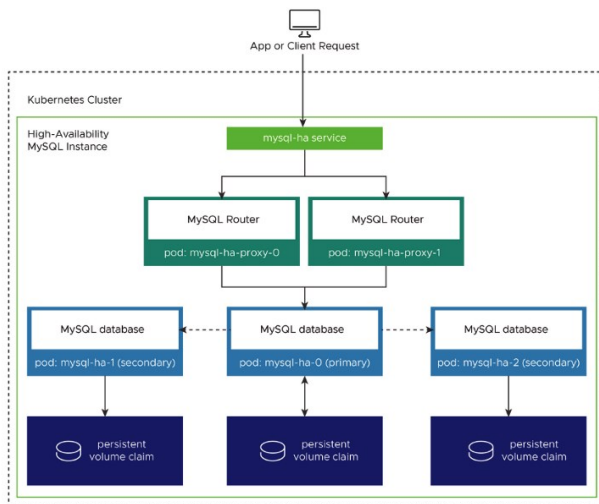 App or Client Request
Kubernetes Cluster
High-Availability
MySQL Instance
mysql-ha service
MySQL Router
pod: mysql-ha-proxy-0
MySQL Router
pod: mysql-ha-proxy-1
MySQL database
pod: mysql-ha-1 (secondary)
MySQL database
pod: mysql-ha-0 (primary)
MySQL database
pod: mysql-ha-2 (secondary)
persistent
volume claim
persistent
volume claim
persistent
volume claim